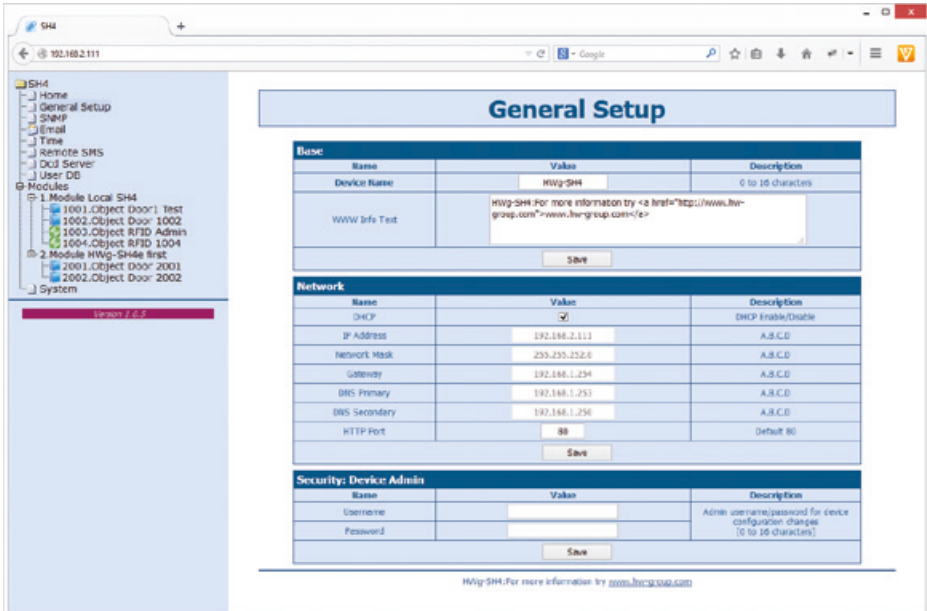 SH4
192.168.2.111
Google
SH4
Home
General Setup
SNMP
Email
Time
Remote SMS
Dcd Server
User DB
Modules
1.Module Local SH4
1001.Object Door1 Test
1002.Object Door 1002
1003.Object RFID Admin
1004.Object RFID 1004
2.Module HWg-SH4e first
2001.Object Door 2001
2002.Object Door 2002
System
Version 1.0.5
General Setup
Base
Name Value Description
Device Name HWg-SH4 0 to 16 characters
WWW Info Text HWg-SH4:For more information try <a href="http://www.hw-
group.com">www.hw-group.com</a>
Save
Network
Name Value Description
DHCP DHCP Enable/Disable
IP Address 192.168.2.111 A.B.C.D
Network Mask 255.255.252.0 A.B.C.D
Gateway 192.168.1.254 A.B.C.D
DNS Primary 192.168.1.253 A.B.C.D
DNS Secondary 192.168.1.250 A.B.C.D
HTTP Port 80 Default 80
Save
Security: Device Admin
Name Value Description
Username Admin username/password for device
configuration changes
Password [0 to 16 characters]
Save
HWg-SH4:For more information try www.hw-group.com